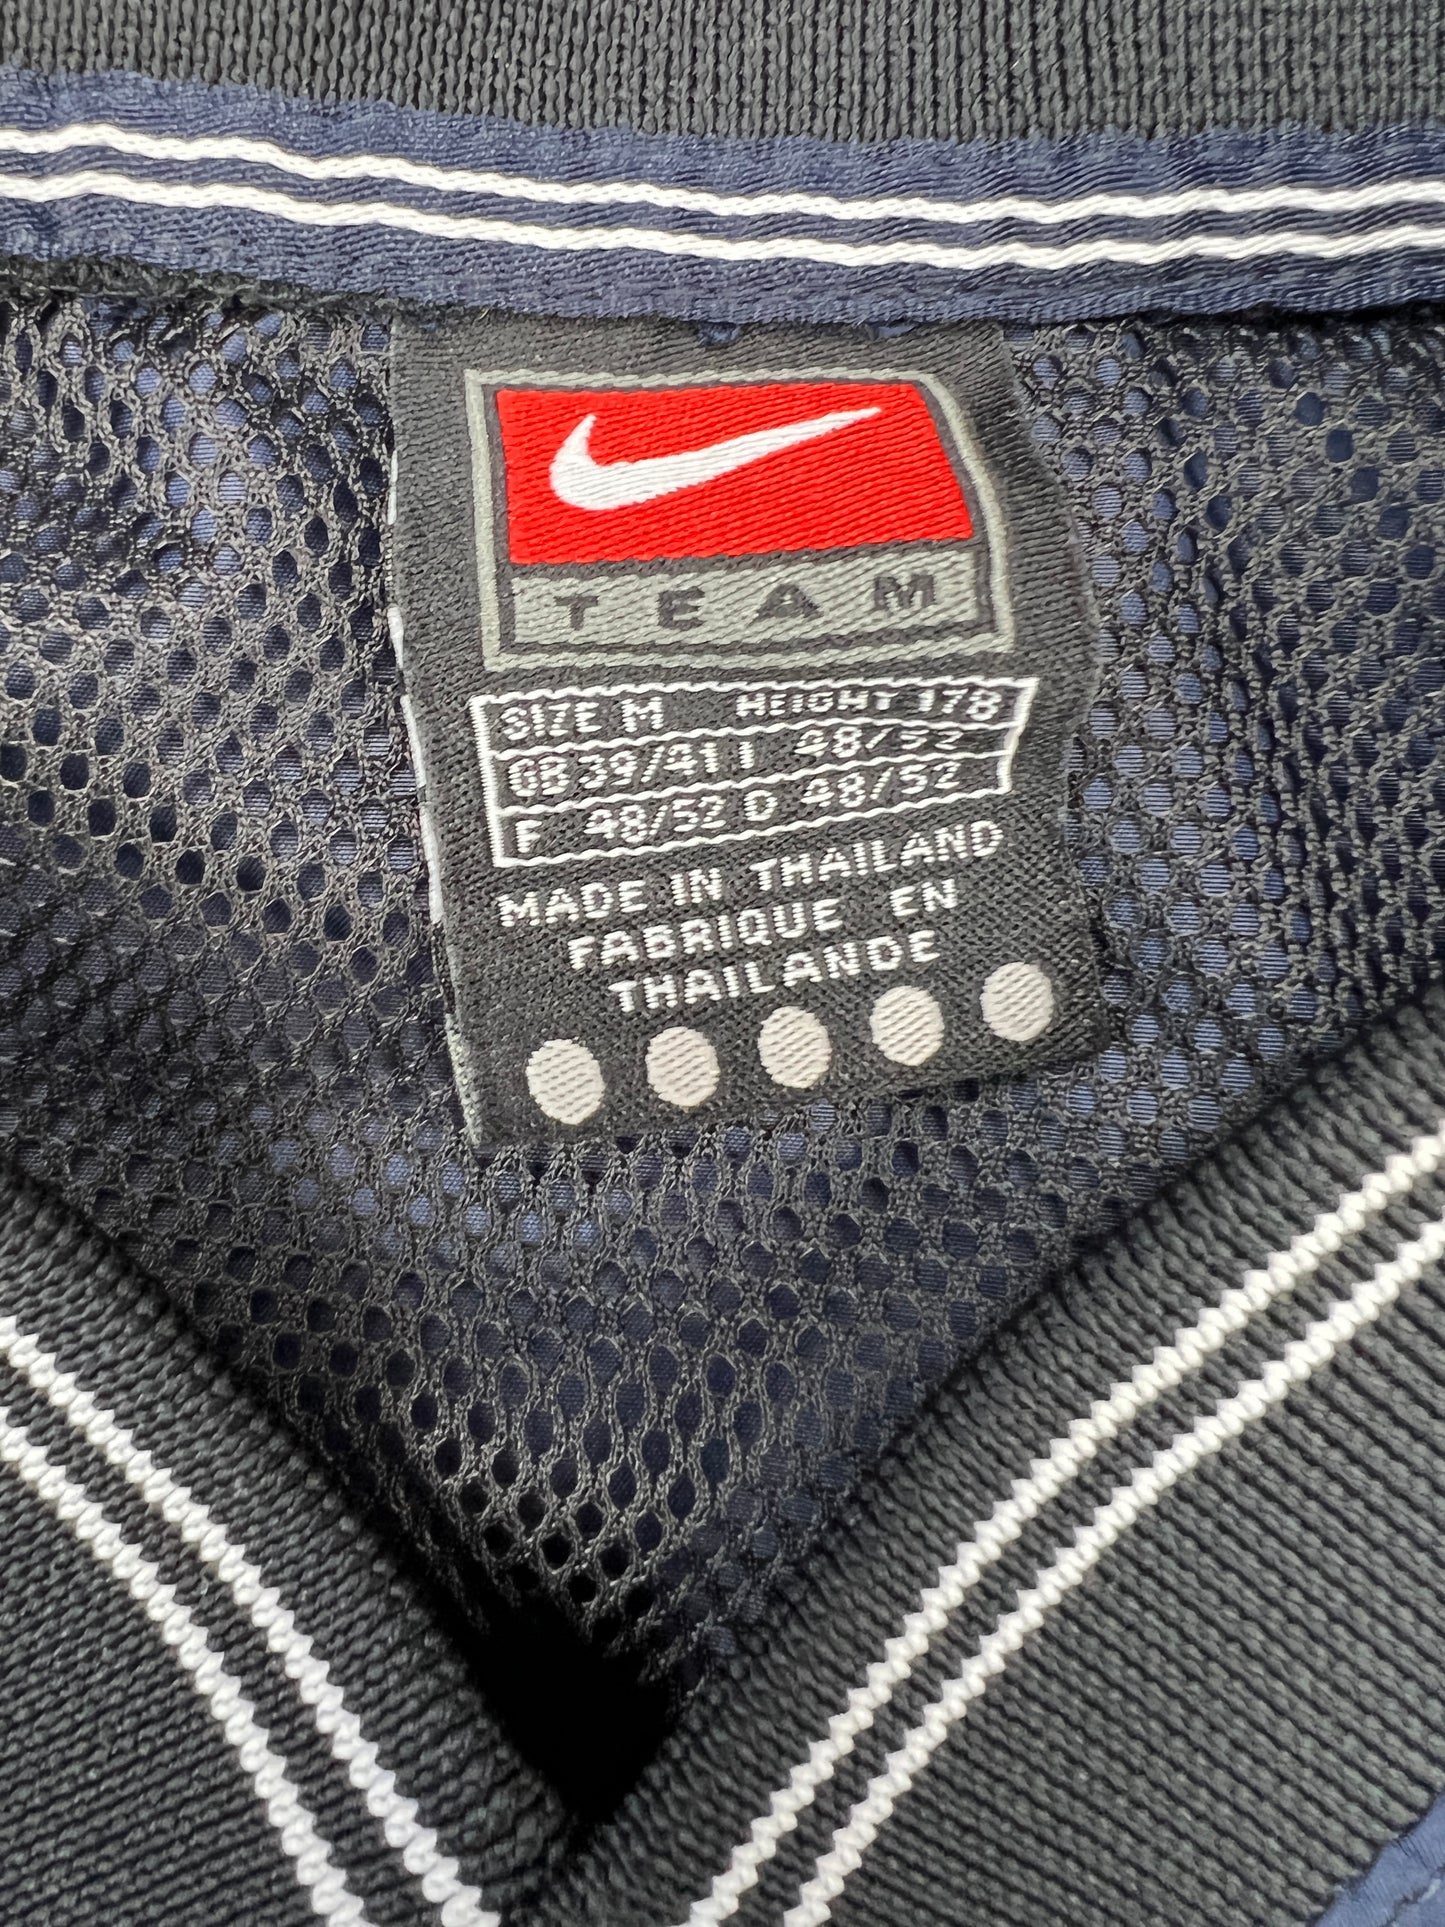 TEAM
SIZE M HEIGHT 178
GB 39/41 I 48/52
F 48/52 D 48/52
MADE IN THAILAND
FABRIQUE EN
THAILANDE